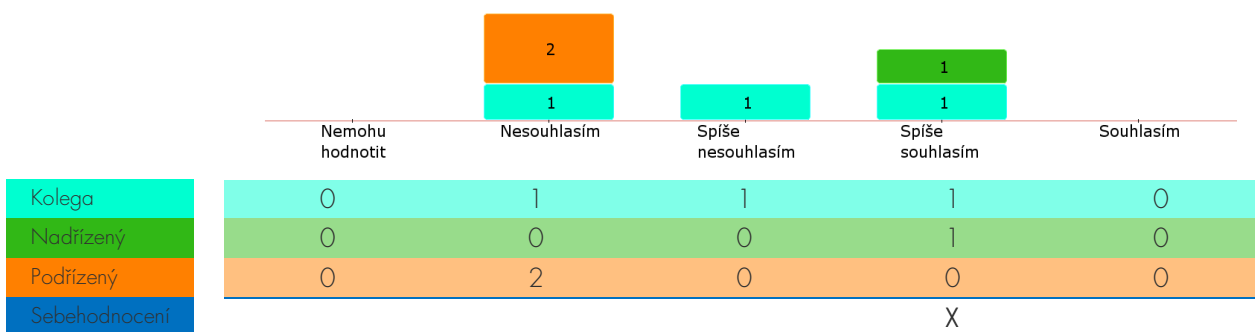 2
1
1
1
1
Nemohu hodnotit
Nesouhlasím
Spíše nesouhlasím
Spíše souhlasím
Souhlasím
Kolega 0 1 1 1 0
Nadřízený 0 0 0 1 0
Podřízený 0 2 0 0 0
Sebehodnocení X